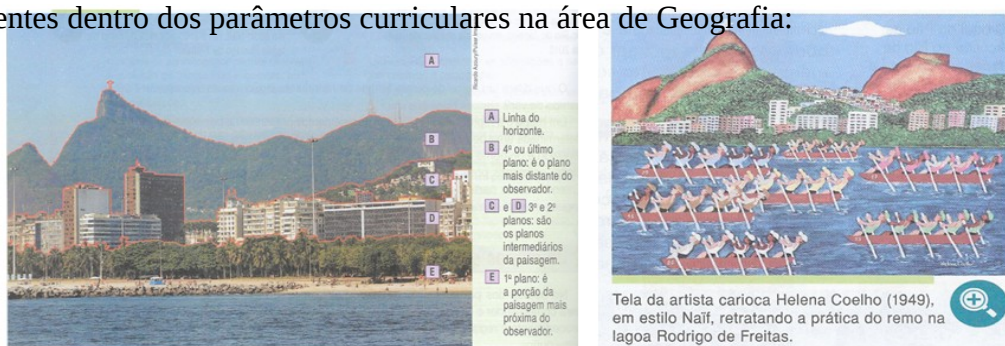 entes dentro dos parâmetros curriculares na área de Geografia:
A
B
C
D
E
A Linha do
horizonte.
B 4º ou último
plano: é o plano
mais distante do
observador.
C e D 3º e 2º
planos: são
os planos
intermediários
da paisagem.
E 1º plano: é
a porção da
paisagem mais
próxima do
observador.
Tela da artista carioca Helena Coelho (1949),
em estilo Naïf, retratando a prática do remo na
lagoa Rodrigo de Freitas.